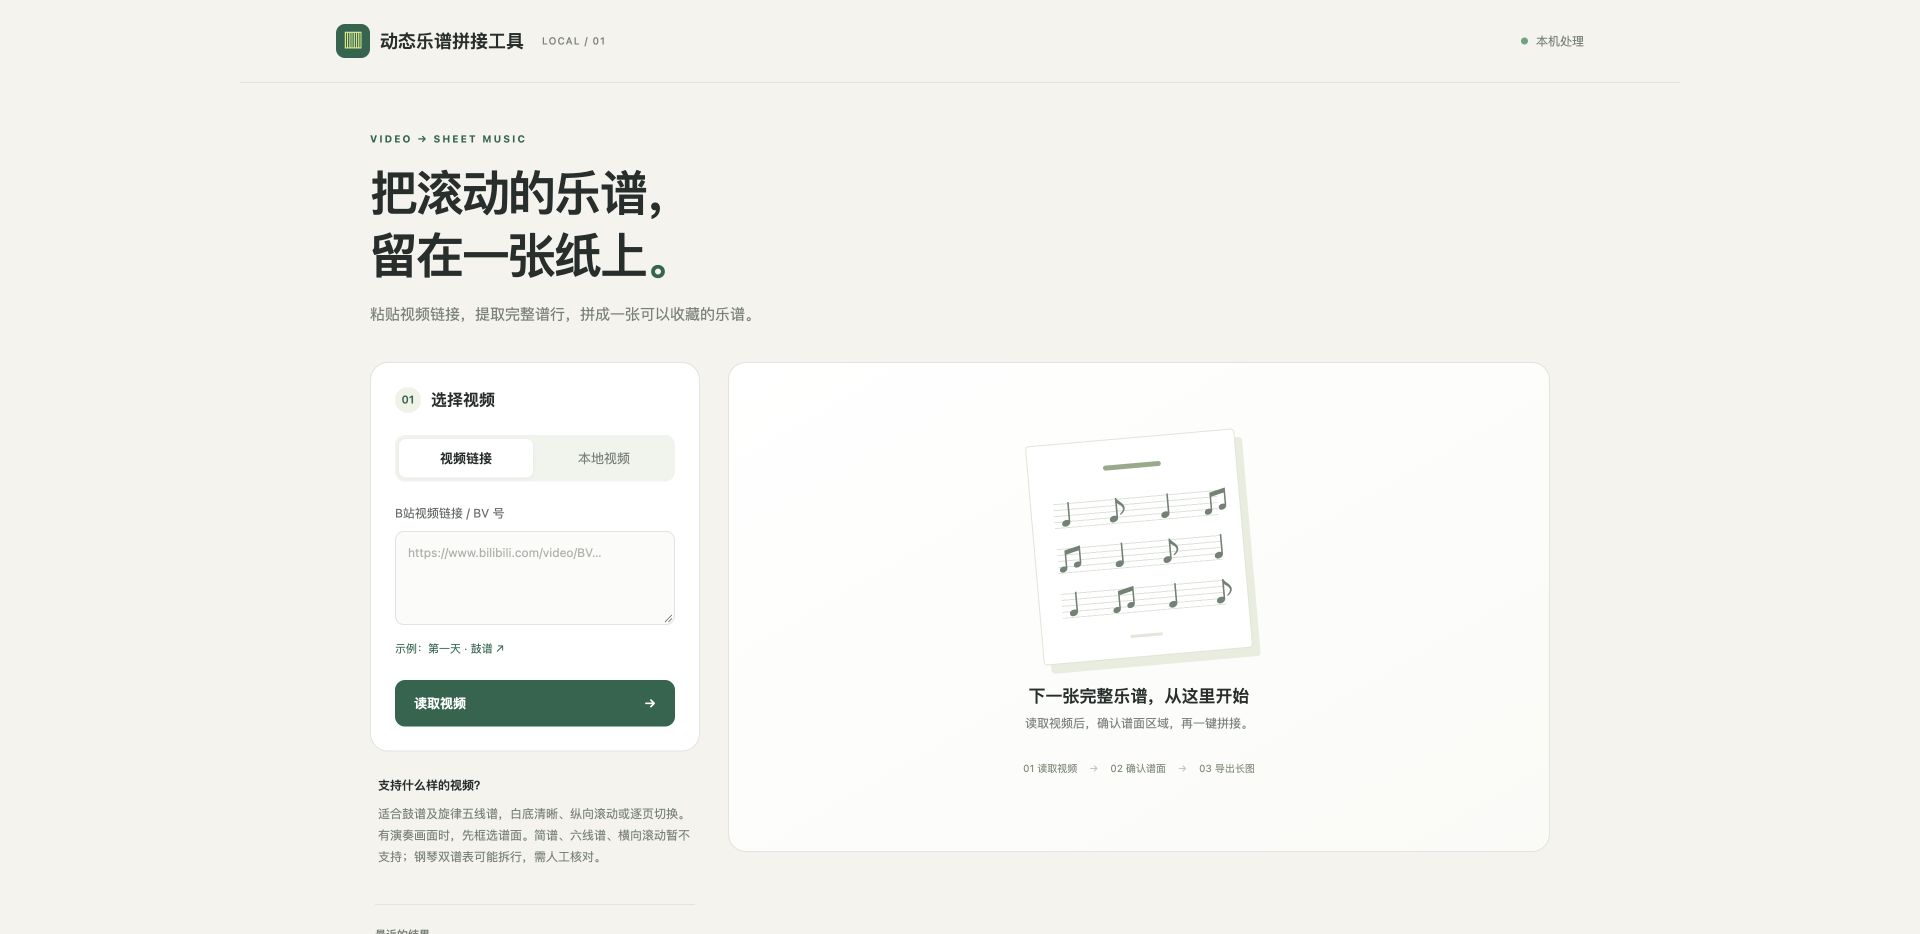 动态乐谱拼接工具 LOCAL / 01
本机处理
VIDEO → SHEET MUSIC
把滚动的乐谱，
留在一张纸上。
粘贴视频链接，提取完整谱行，拼成一张可以收藏的乐谱。
01 选择视频
视频链接 本地视频
B站视频链接 / BV 号
https://www.bilibili.com/video/BV...
示例：第一天 · 鼓谱 ↗
读取视频 →
支持什么样的视频？
适合鼓谱及旋律五线谱，白底清晰、纵向滚动或逐页切换。
有演奏画面时，先框选谱面。简谱、六线谱、横向滚动暂不
支持；钢琴双谱表可能拆行，需人工核对。
最近的结果
下一张完整乐谱，从这里开始
读取视频后，确认谱面区域，再一键拼接。
01 读取视频 → 02 确认谱面 → 03 导出长图